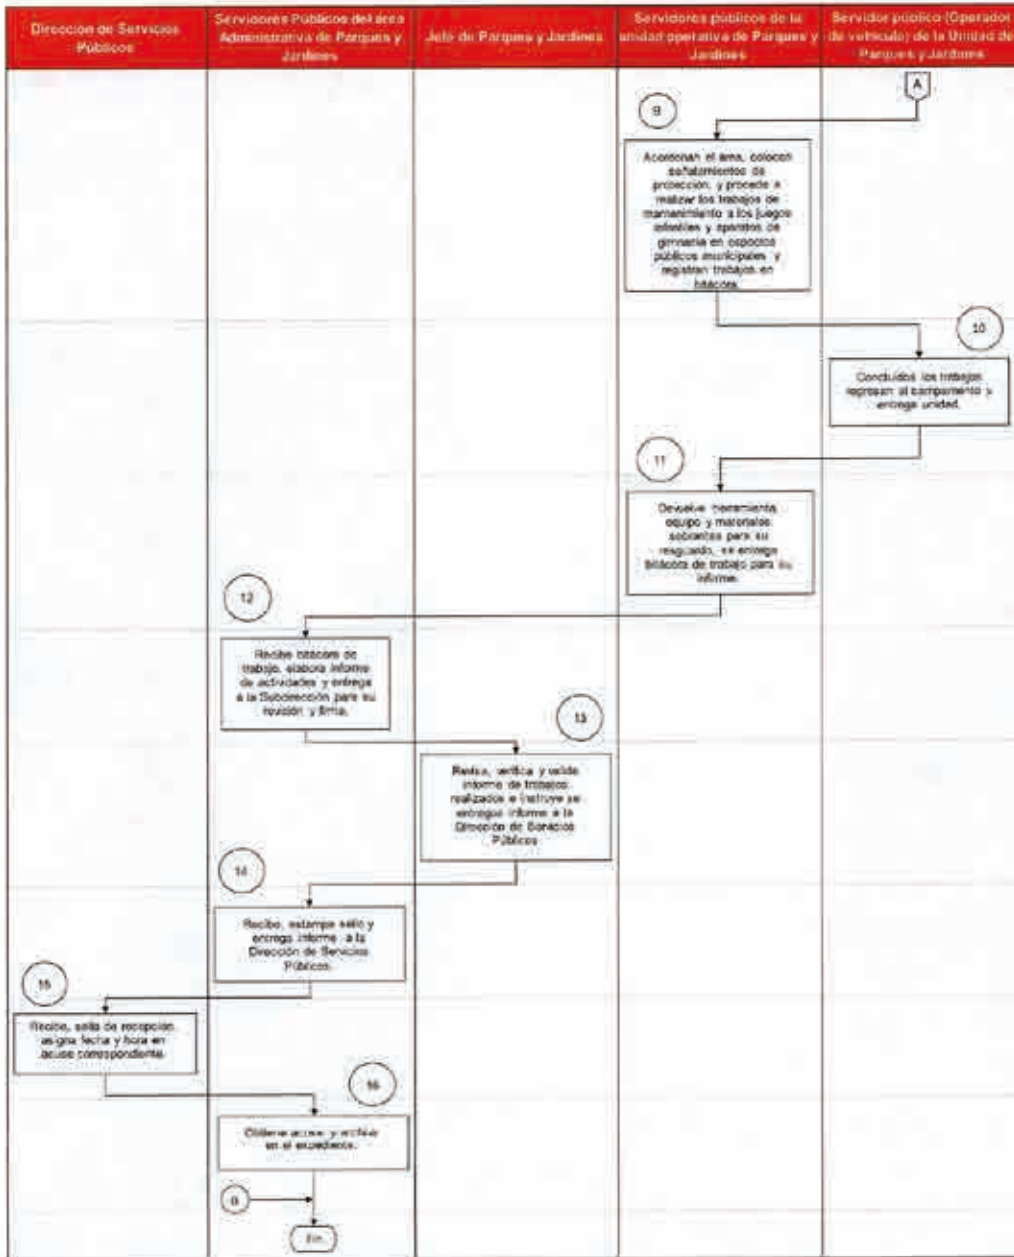 Dirección de Servicios
Públicos
Servidores Públicos del área
Administrativa de Parques y
Jardines
Jefe de Parques y Jardines
Servidores públicos de la
unidad operativa de Parques y
Jardines
Servidor público (Operador
de vehículo) de la Unidad de
Parques y Jardines
A
9
Acordonan el área, colocan
señalamientos de
protección, y procede a
realizar los trabajos de
mantenimiento a los juegos
infantiles y aparatos de
gimnasia en espacios
públicos municipales y
registran trabajos en
bitácora.
10
Concluidos los trabajos
regresan al campamento y
entrega unidad.
11
Devuelve herramienta,
equipo y materiales
sobrantes para su
resguardo, se entrega
bitácora de trabajo para su
informe.
12
Recibe bitácora de
trabajo, elabora informe
de actividades y entrega
a la Subdirección para su
revisión y firma.
13
Revisa, verifica y valida
informe de trabajos
realizados e instruye se
entregue informe a la
Dirección de Servicios
Públicos
14
Recibe, estampa sello y
entrega informe a la
Dirección de Servicios
Públicos.
15
Recibe, sella de recepción,
asigna fecha y hora en
acuse correspondiente.
16
Obtiene acuse y archiva
en el expediente.
Fin